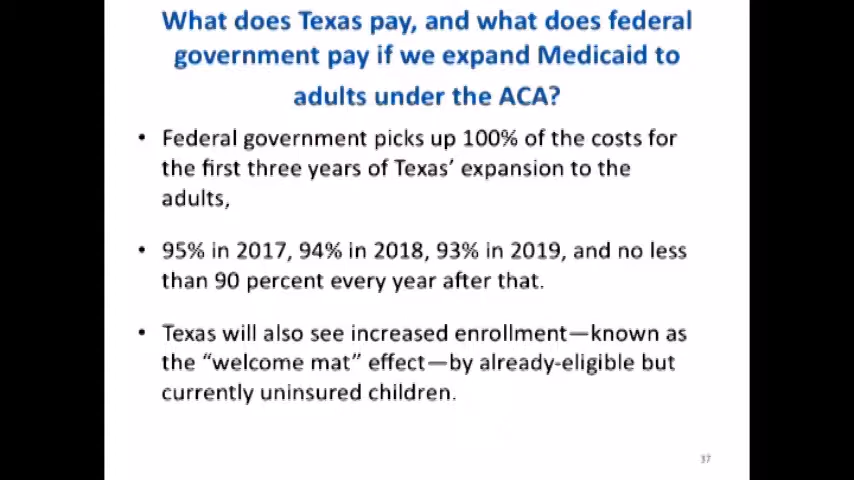 What does Texas pay, and what does federal
government pay if we expand Medicaid to
adults under the ACA?
• Federal government picks up 100% of the costs for
the first three years of Texas’ expansion to the
adults,
• 95% in 2017, 94% in 2018, 93% in 2019, and no less
than 90 percent every year after that.
• Texas will also see increased enrollment—known as
the “welcome mat” effect—by already-eligible but
currently uninsured children.
37